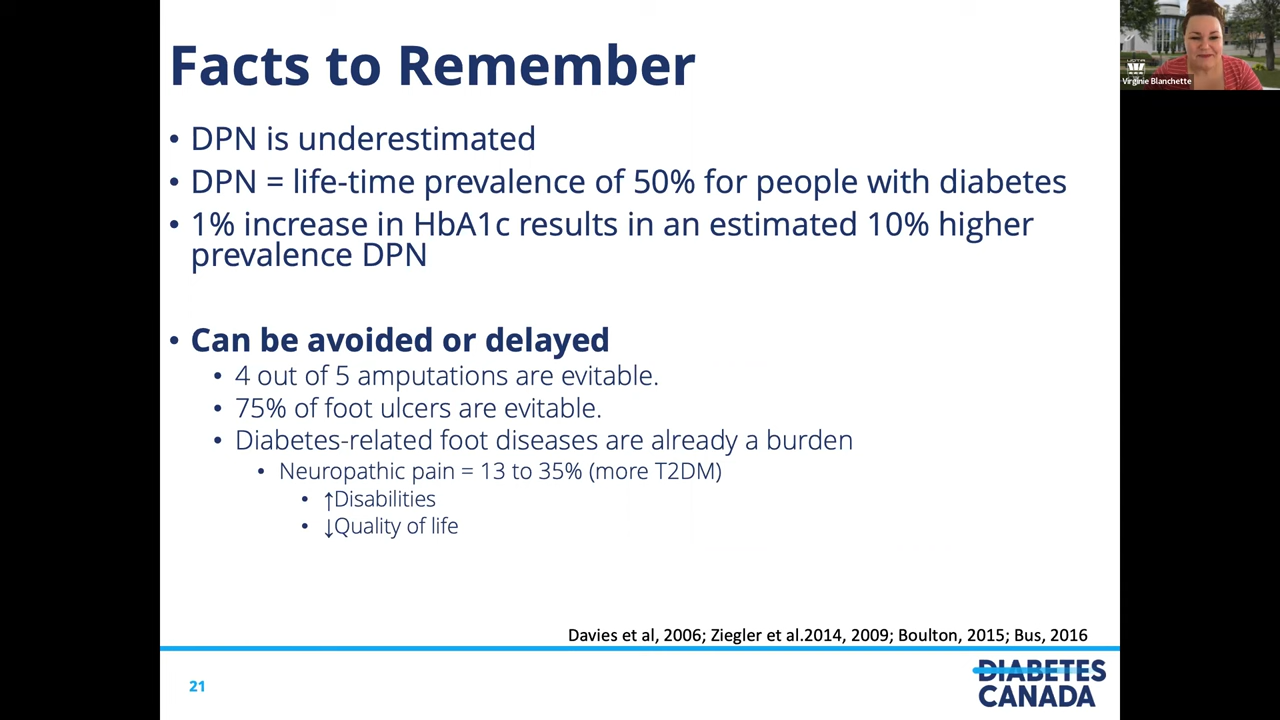 Facts to Remember
• DPN is underestimated
• DPN = life-time prevalence of 50% for people with diabetes
• 1% increase in HbA1c results in an estimated 10% higher
prevalence DPN
• Can be avoided or delayed
• 4 out of 5 amputations are evitable.
• 75% of foot ulcers are evitable.
• Diabetes-related foot diseases are already a burden
• Neuropathic pain = 13 to 35% (more T2DM)
• ↑Disabilities
• ↓Quality of life
Davies et al, 2006; Ziegler et al.2014, 2009; Boulton, 2015; Bus, 2016
21
DIABETES
CANADA
Virginie Blanchette